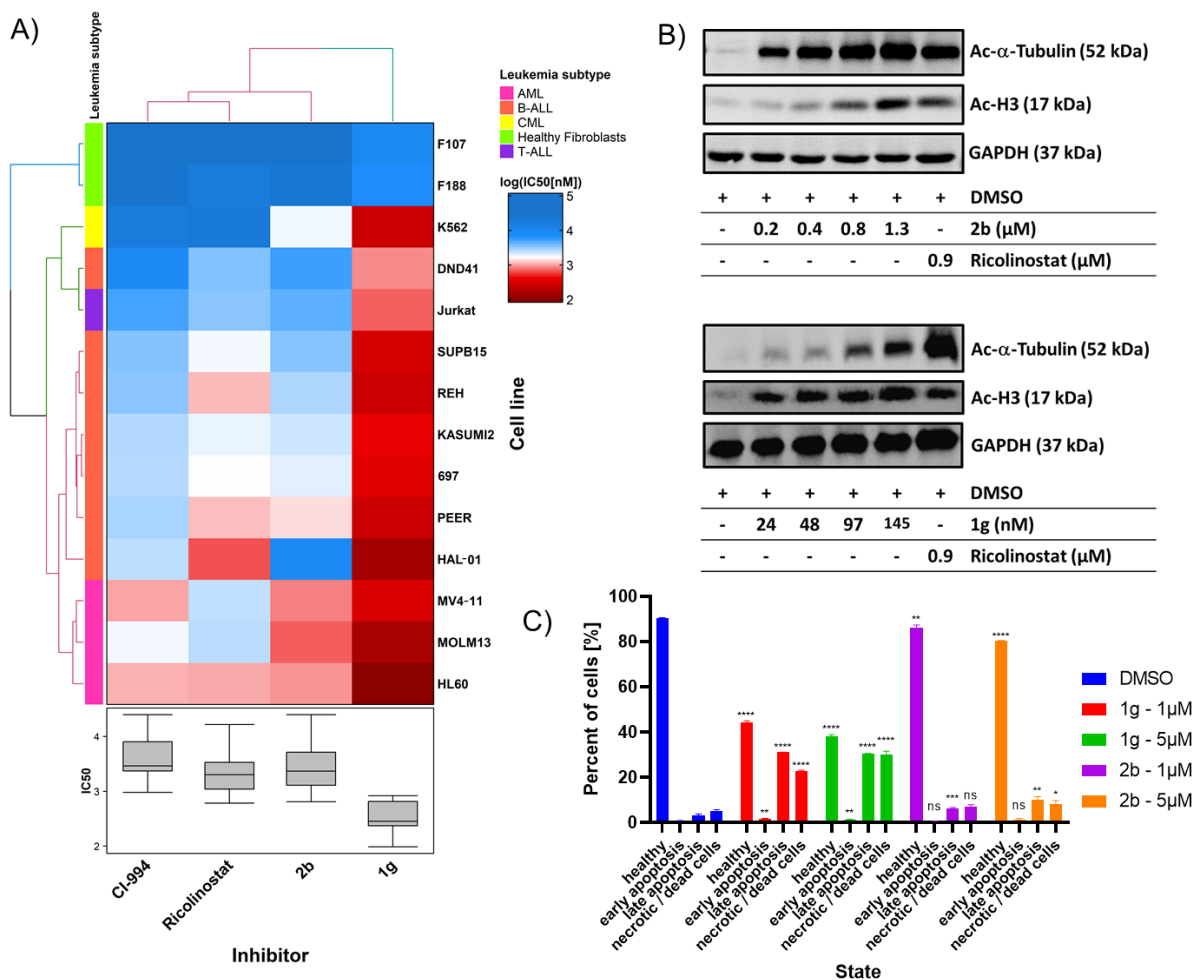 A)
Leukemia subtype
Leukemia subtype
AML
B-ALL
CML
Healthy Fibroblasts
T-ALL
log(IC50[nM])
5
4
3
2
F107
F188
K562
DND41
Jurkat
SUPB15
REH
KASUMI2
697
PEER
HAL-01
MV4-11
MOLM13
HL60
Cell line
IC50
4
3
2
CI-994
Ricolinostat
2b
1g
Inhibitor
B)
Ac-α-Tubulin (52 kDa)
Ac-H3 (17 kDa)
GAPDH (37 kDa)
+ + + + + + DMSO
- 0.2 0.4 0.8 1.3 - 2b (μM)
- - - - - 0.9 Ricolinostat (μM)
Ac-α-Tubulin (52 kDa)
Ac-H3 (17 kDa)
GAPDH (37 kDa)
+ + + + + + DMSO
- 24 48 97 145 - 1g (nM)
- - - - - 0.9 Ricolinostat (μM)
C)
Percent of cells [%]
100
80
60
40
20
0
**** ** **** ****
**** ** **** ****
** ns *** ns
**** ns ** *
healthy
early apoptosis
late apoptosis
necrotic / dead cells
healthy
early apoptosis
late apoptosis
necrotic / dead cells
healthy
early apoptosis
late apoptosis
necrotic / dead cells
healthy
early apoptosis
late apoptosis
necrotic / dead cells
healthy
early apoptosis
late apoptosis
necrotic / dead cells
State
DMSO
1g - 1μM
1g - 5μM
2b - 1μM
2b - 5μM